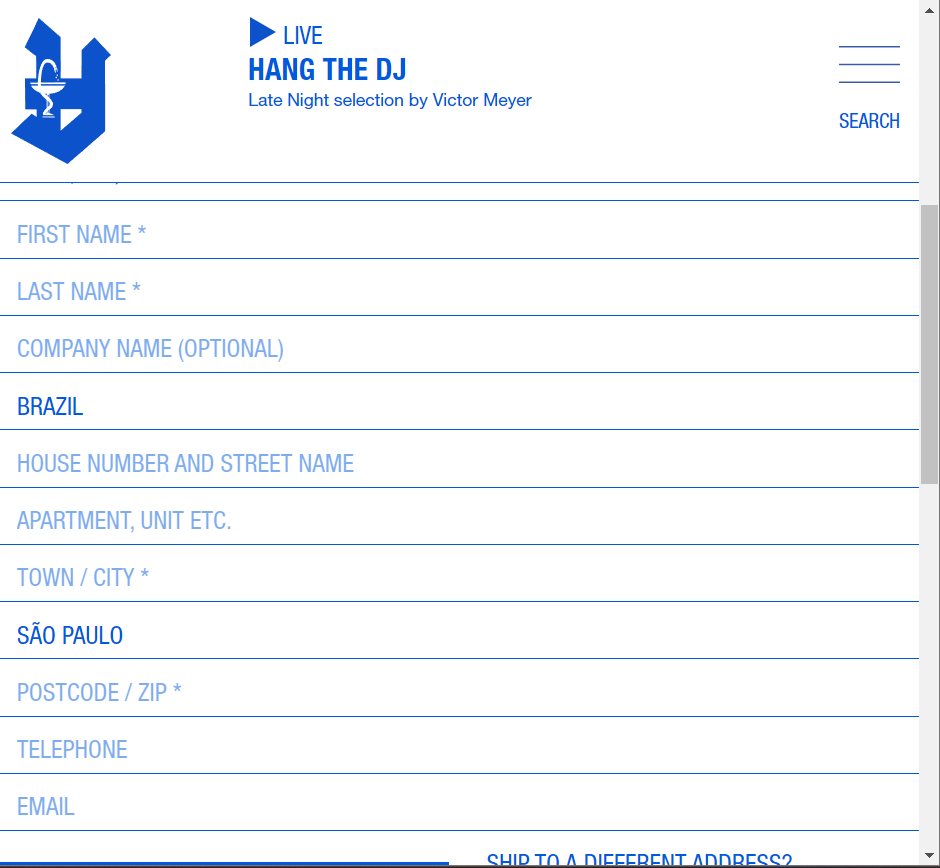 LIVE
HANG THE DJ
Late Night selection by Victor Meyer
SEARCH
FIRST NAME *
LAST NAME *
COMPANY NAME (OPTIONAL)
BRAZIL
HOUSE NUMBER AND STREET NAME
APARTMENT, UNIT ETC.
TOWN / CITY *
SÃO PAULO
POSTCODE / ZIP *
TELEPHONE
EMAIL
SHIP TO A DIFFERENT ADDRESS?